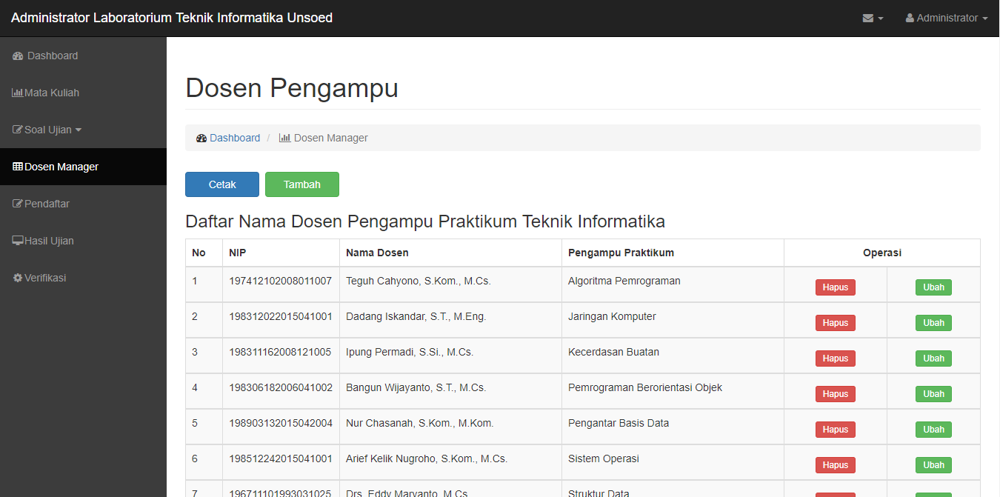 Administrator Laboratorium Teknik Informatika Unsoed
Administrator
Dashboard
Mata Kuliah
Soal Ujian
Dosen Manager
Pendaftar
Hasil Ujian
Verifikasi
Dosen Pengampu
Dashboard / Dosen Manager
Cetak Tambah
Daftar Nama Dosen Pengampu Praktikum Teknik Informatika
No NIP Nama Dosen Pengampu Praktikum Operasi
1 197412102008011007 Teguh Cahyono, S.Kom., M.Cs. Algoritma Pemrograman Hapus Ubah
2 198312022015041001 Dadang Iskandar, S.T., M.Eng. Jaringan Komputer Hapus Ubah
3 198311162008121005 Ipung Permadi, S.Si., M.Cs. Kecerdasan Buatan Hapus Ubah
4 198306182006041002 Bangun Wijayanto, S.T., M.Cs. Pemrograman Berorientasi Objek Hapus Ubah
5 198903132015042004 Nur Chasanah, S.Kom., M.Kom. Pengantar Basis Data Hapus Ubah
6 198512242015041001 Arief Kelik Nugroho, S.Kom., M.Cs. Sistem Operasi Hapus Ubah
7 196711101993031025 Drs. Eddy Maryanto, M.Cs. Struktur Data